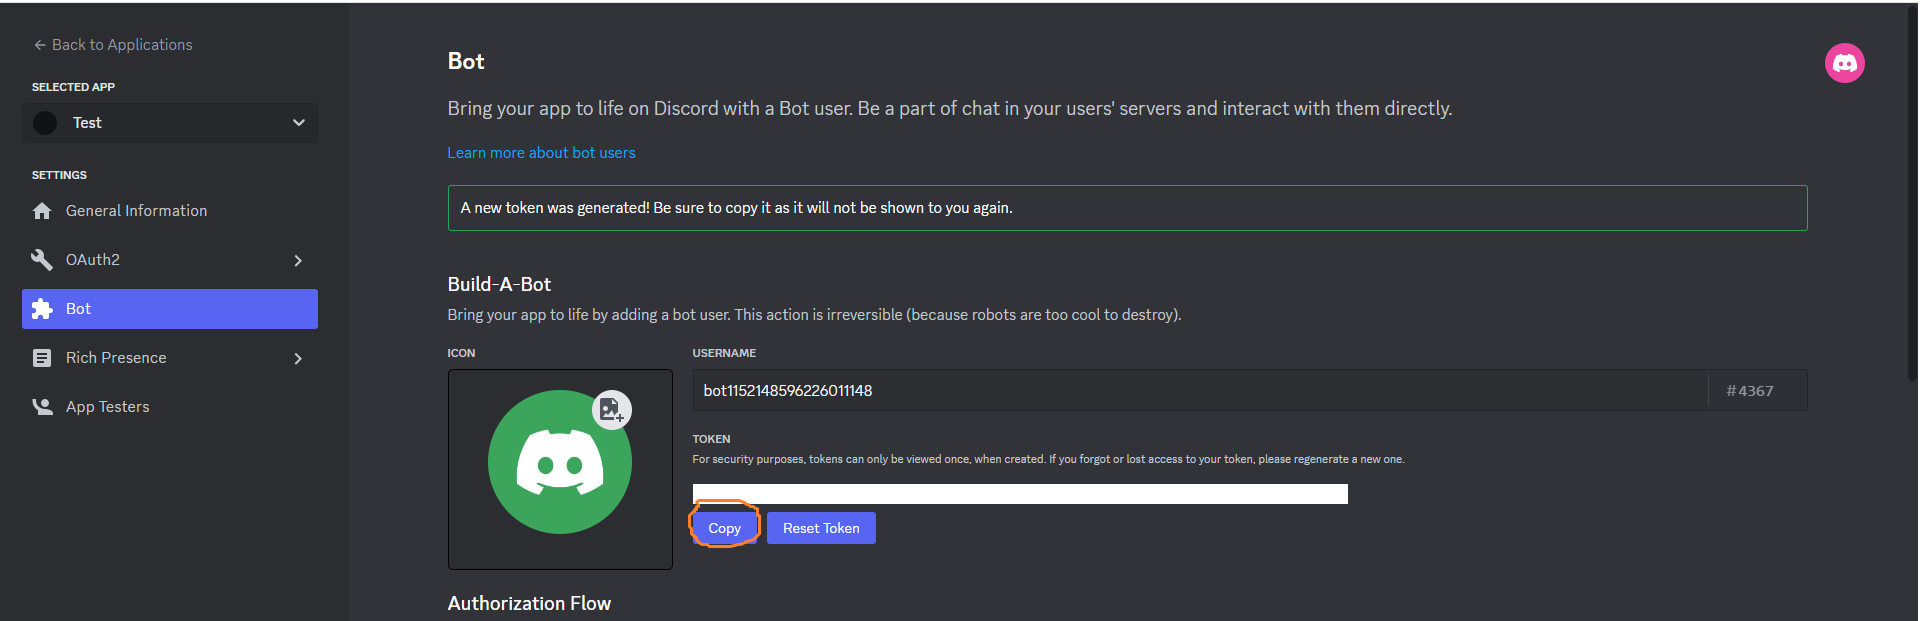 Back to Applications
SELECTED APP
Test
SETTINGS
General Information
OAuth2
Bot
Rich Presence
App Testers
Bot
Bring your app to life on Discord with a Bot user. Be a part of chat in your users' servers and interact with them directly.
Learn more about bot users
A new token was generated! Be sure to copy it as it will not be shown to you again.
Build-A-Bot
Bring your app to life by adding a bot user. This action is irreversible (because robots are too cool to destroy).
ICON
USERNAME
bot1152148596226011148 #4367
TOKEN
For security purposes, tokens can only be viewed once, when created. If you forgot or lost access to your token, please regenerate a new one.
Copy Reset Token
Authorization Flow